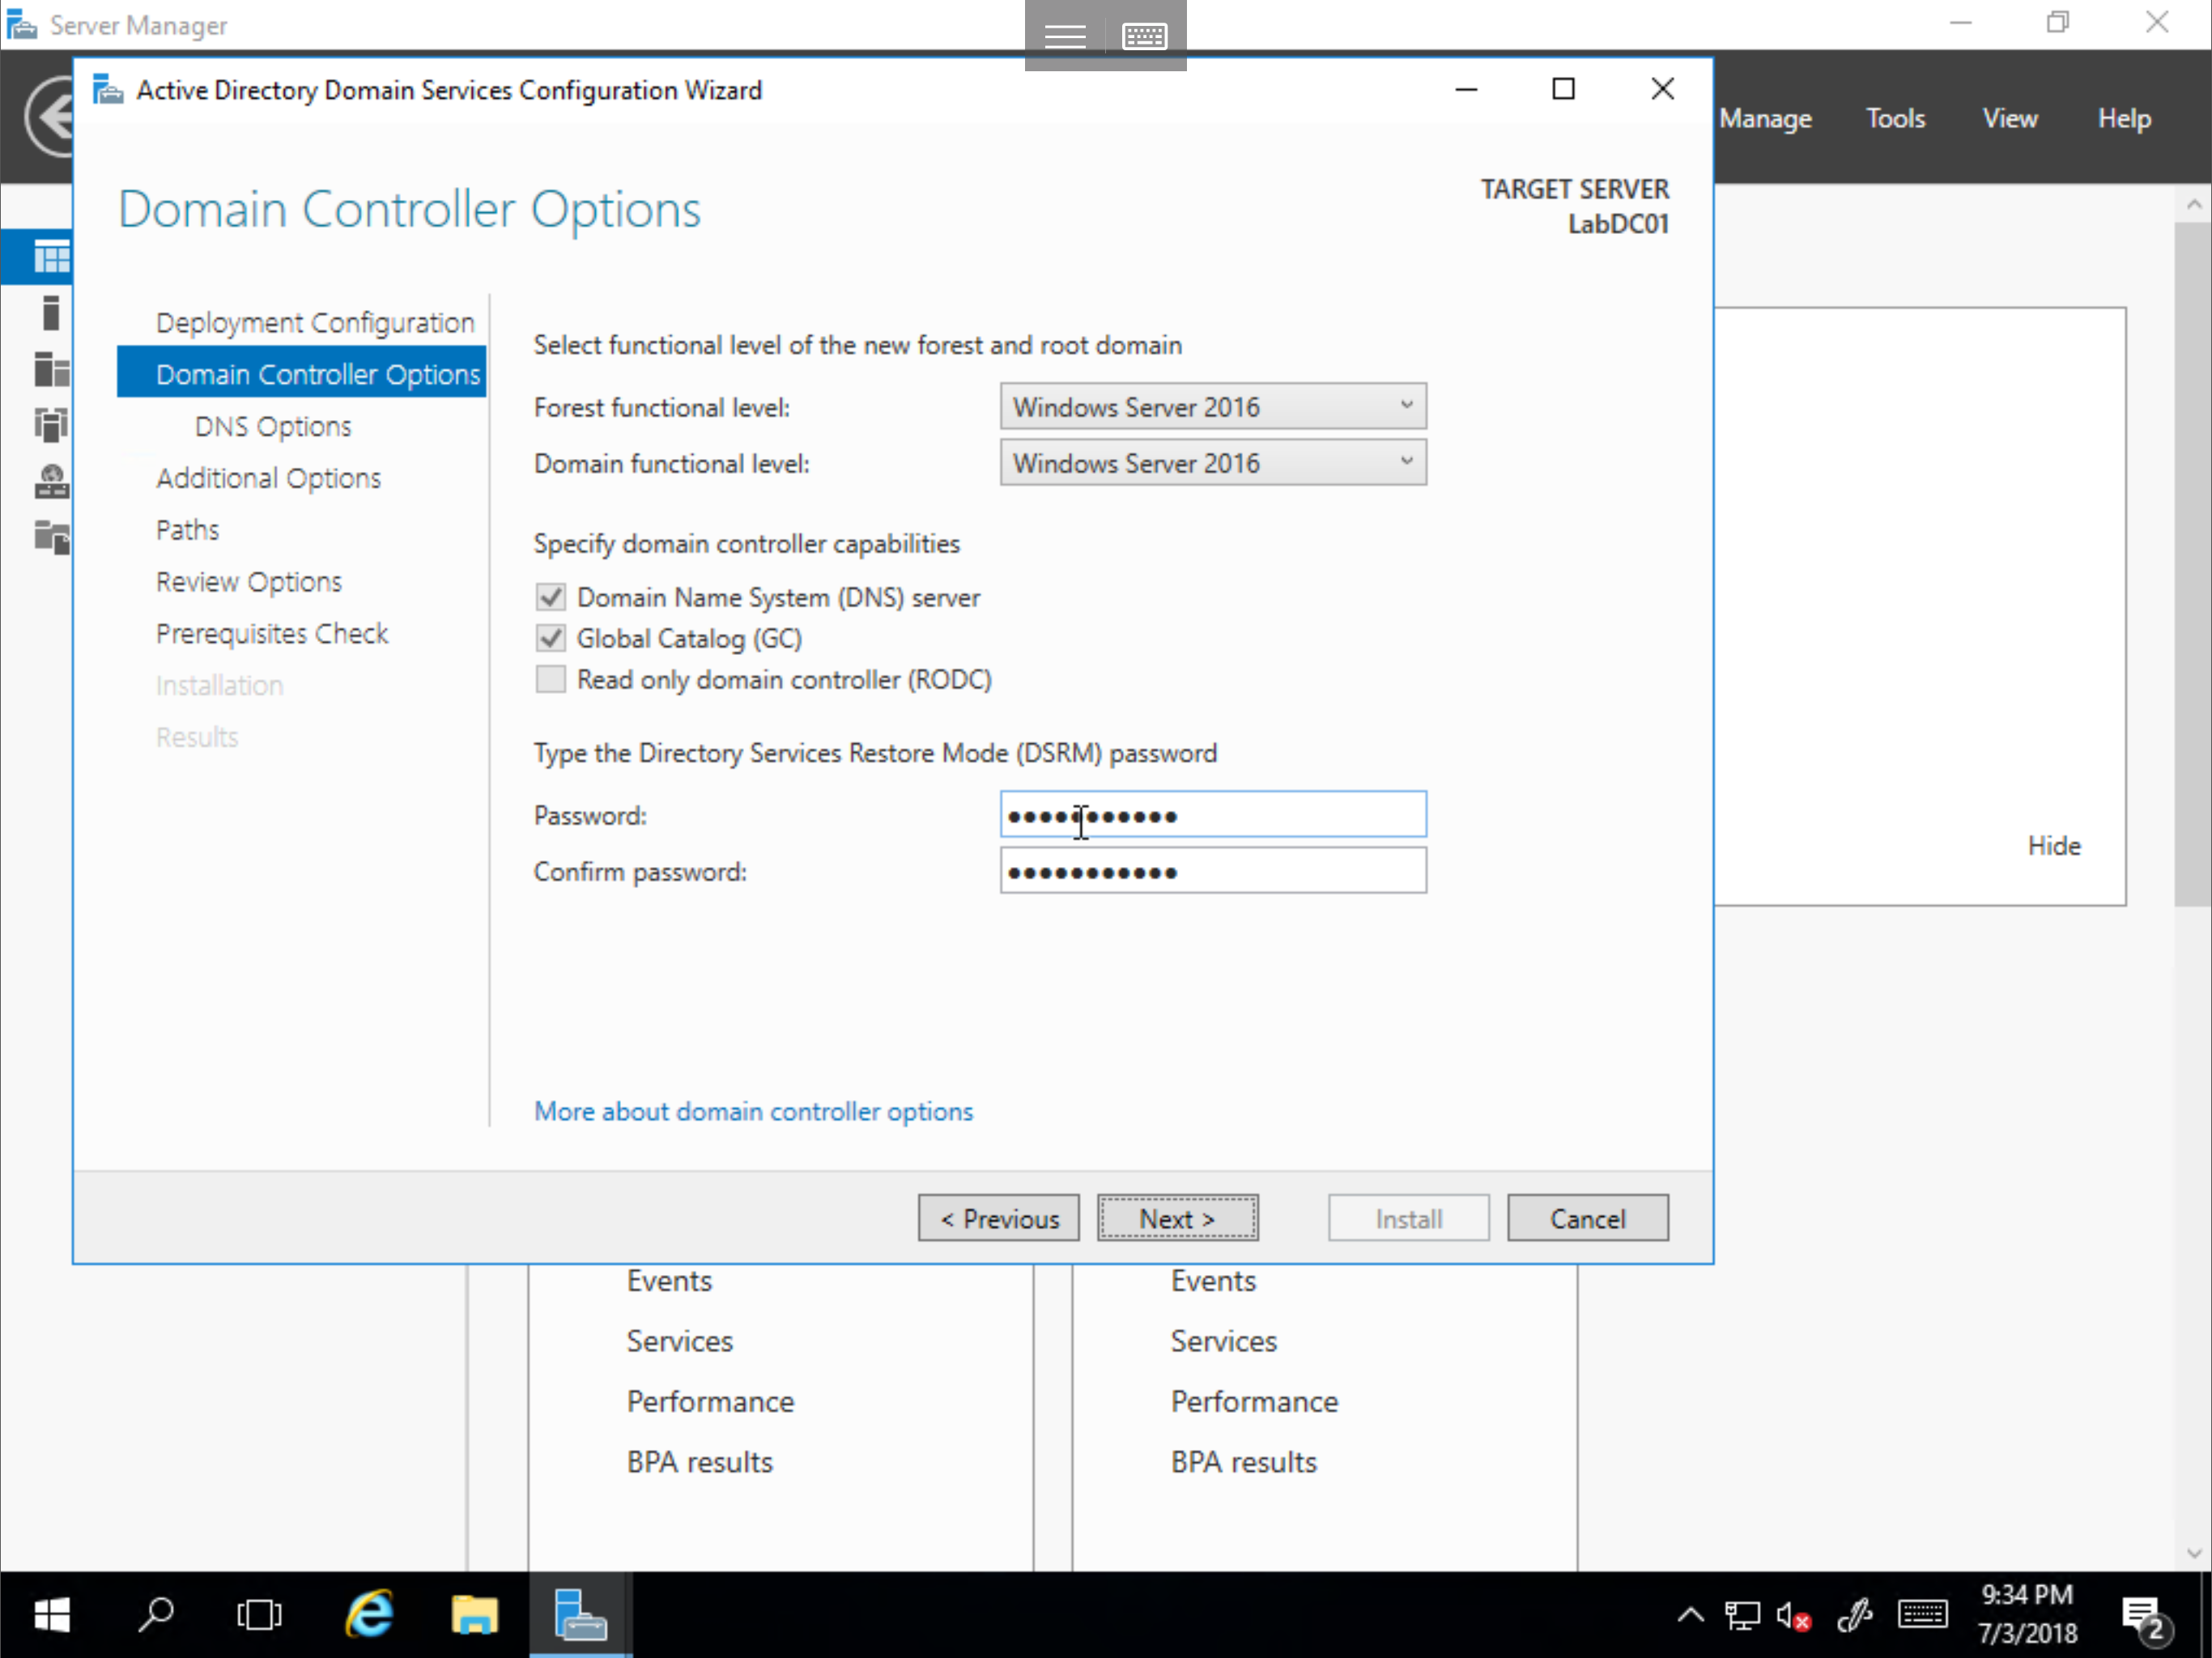 Server Manager
Active Directory Domain Services Configuration Wizard
Manage Tools View Help
Domain Controller Options
TARGET SERVER
LabDC01
Deployment Configuration
Domain Controller Options
DNS Options
Additional Options
Paths
Review Options
Prerequisites Check
Installation
Results
Select functional level of the new forest and root domain
Forest functional level: Windows Server 2016
Domain functional level: Windows Server 2016
Specify domain controller capabilities
Domain Name System (DNS) server
Global Catalog (GC)
Read only domain controller (RODC)
Type the Directory Services Restore Mode (DSRM) password
Password: •••••••••••
Confirm password: •••••••••••
Hide
More about domain controller options
< Previous Next > Install Cancel
Events Events
Services Services
Performance Performance
BPA results BPA results
9:34 PM
7/3/2018
2